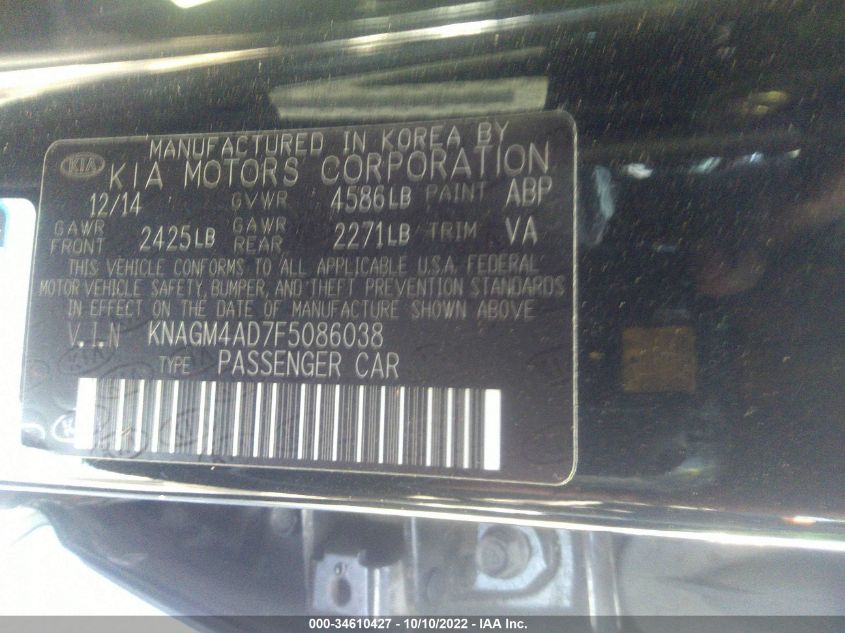 MANUFACTURED IN KOREA BY
KIA KIA MOTORS CORPORATION
12/14 GVWR 4586LB PAINT ABP
GAWR FRONT 2425LB GAWR REAR 2271LB TRIM VA
THIS VEHICLE CONFORMS TO ALL APPLICABLE U.S.A. FEDERAL
MOTOR VEHICLE SAFETY, BUMPER, AND THEFT PREVENTION STANDARDS
IN EFFECT ON THE DATE OF MANUFACTURE SHOWN ABOVE
V.I.N KNAGM4AD7F5086038
TYPE PASSENGER CAR
000-34610427 - 10/10/2022 - IAA Inc.